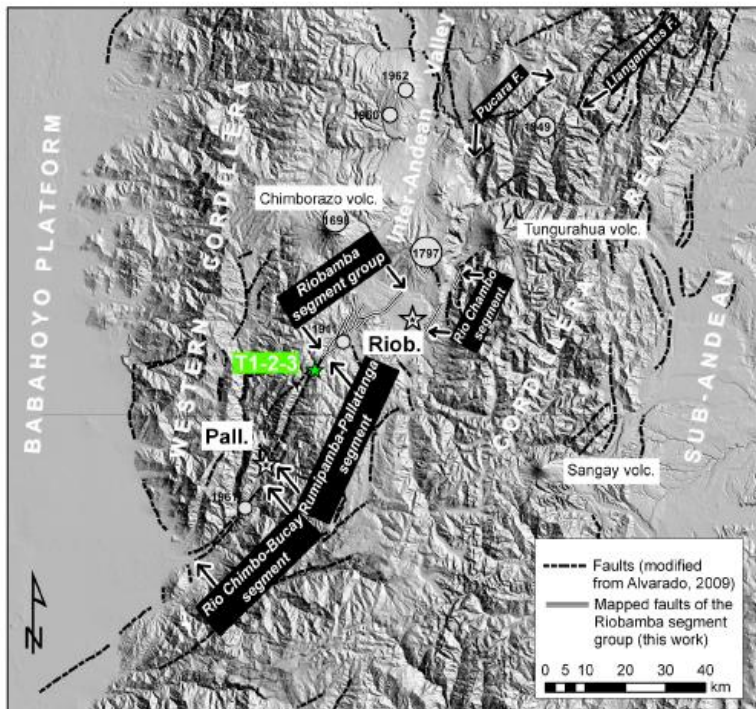 1962
1960
Inter-Andean Valley
Pucara F.
Llanganates F.
1949
BABAHOYO PLATFORM
WESTERN CORDILLERA
Chimborazo volc.
1698
1797
Tungurahua volc.
CORDILLERA REAL
SUB-ANDEAN
Riobamba
segment group
Rio Chambo
segment
1911
Riob.
T1-2-3
Pall.
Rumipamba-Pallatanga
segment
Sangay volc.
1961
Rio Chimbo-Bucay
segment
N
Faults (modified
from Alvarado, 2009)
Mapped faults of the
Riobamba segment
group (this work)
0 5 10 20 30 40
km